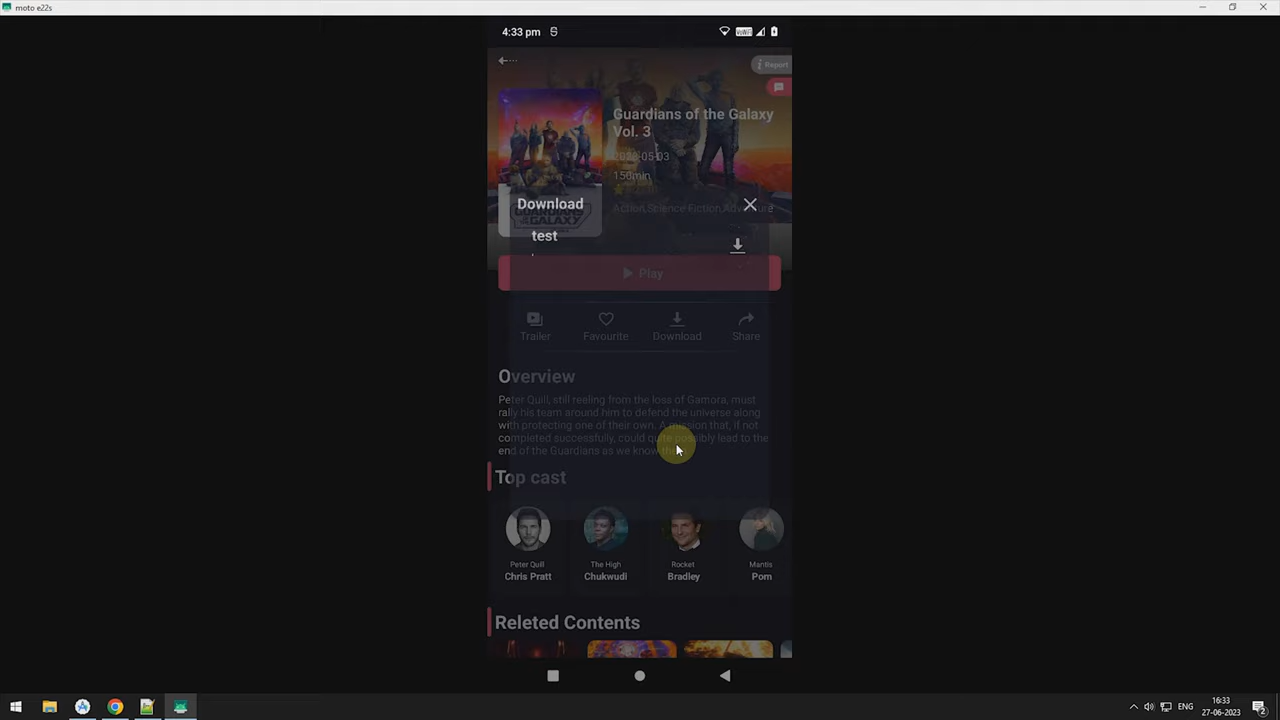 moto e22s
4:33 pm
VoWiFi
Report
Guardians of the Galaxy
Vol. 3
2023-05-03
150min
Action,Science Fiction,Adventure
Download
test
GUARDIANS
Play
Trailer
Favourite
Download
Share
Overview
Peter Quill, still reeling from the loss of Gamora, must
rally his team around him to defend the universe along
with protecting one of their own. A mission that, if not
completed successfully, could quite possibly lead to the
end of the Guardians as we know
Top cast
Peter Quill
Chris Pratt
The High
Chukwudi
Rocket
Bradley
Mantis
Pom
Releted Contents
ENG
16:33
27-06-2023
2